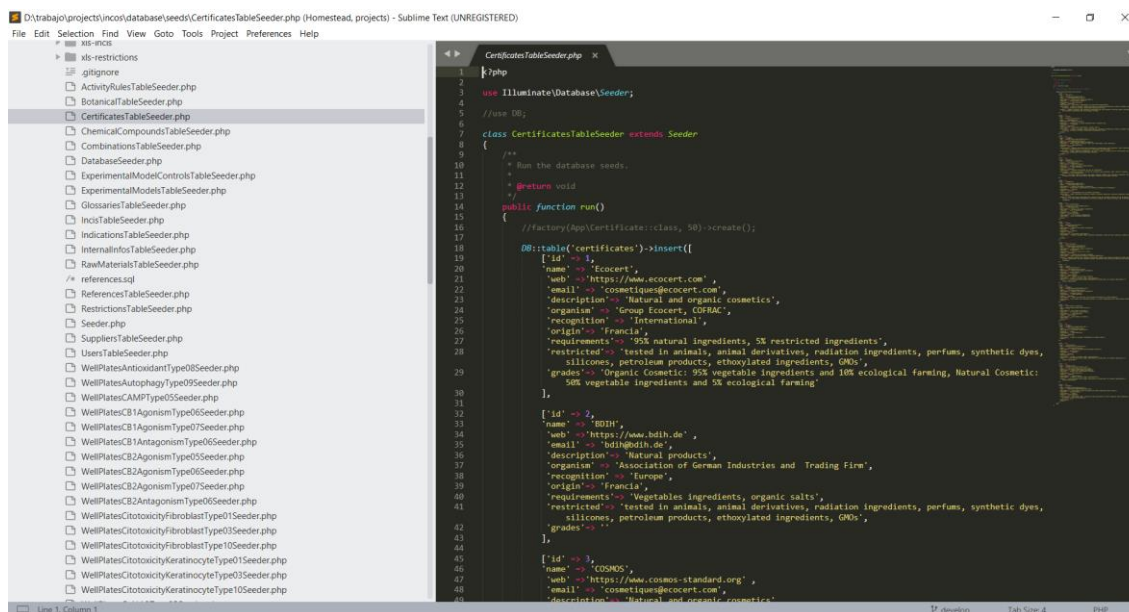 D:\trabajo\projects\incos\database\seeds\CertificatesTableSeeder.php (Homestead, projects) - Sublime Text (UNREGISTERED)
File Edit Selection Find View Goto Tools Project Preferences Help
xls-incis
xls-restrictions
.gitignore
ActivityRulesTableSeeder.php
BotanicalTableSeeder.php
CertificatesTableSeeder.php
ChemicalCompoundsTableSeeder.php
CombinationsTableSeeder.php
DatabaseSeeder.php
ExperimentalModelControlsTableSeeder.php
ExperimentalModelsTableSeeder.php
GlossariesTableSeeder.php
IncisTableSeeder.php
IndicationsTableSeeder.php
InternalInfosTableSeeder.php
RawMaterialsTableSeeder.php
/* references.sql
ReferencesTableSeeder.php
RestrictionsTableSeeder.php
Seeder.php
SuppliersTableSeeder.php
UsersTableSeeder.php
WellPlatesAntioxidantType08Seeder.php
WellPlatesAutophagyType09Seeder.php
WellPlatesCAMPType05Seeder.php
WellPlatesCB1AgonismType06Seeder.php
WellPlatesCB1AgonismType07Seeder.php
WellPlatesCB1AntagonismType06Seeder.php
WellPlatesCB2AgonismType05Seeder.php
WellPlatesCB2AgonismType06Seeder.php
WellPlatesCB2AgonismType07Seeder.php
WellPlatesCB2AntagonismType06Seeder.php
WellPlatesCitotoxicityFibroblastType01Seeder.php
WellPlatesCitotoxicityFibroblastType03Seeder.php
WellPlatesCitotoxicityFibroblastType10Seeder.php
WellPlatesCitotoxicityKeratinocyteType01Seeder.php
WellPlatesCitotoxicityKeratinocyteType03Seeder.php
WellPlatesCitotoxicityKeratinocyteType10Seeder.php
CertificatesTableSeeder.php ×
1 <?php
2
3 use Illuminate\Database\Seeder;
4
5 //use DB;
6
7 class CertificatesTableSeeder extends Seeder
8 {
9 /**
10 * Run the database seeds.
11 *
12 * @return void
13 */
14 public function run()
15 {
16 //factory(App\Certificate::class, 50)->create();
17
18 DB::table('certificates')->insert([
19 ['id' => 1,
20 'name' => 'Ecocert',
21 'web' =>'https://www.ecocert.com' ,
22 'email' => 'cosmetiques@ecocert.com',
23 'description'=> 'Natural and organic cosmetics',
24 'organism' => 'Group Ecocert, COFRAC',
25 'recognition' => 'International',
26 'origin'=> 'Francia',
27 'requirements'=> '95% natural ingredients, 5% restricted ingredients',
28 'restricted'=> 'tested in animals, animal derivatives, radiation ingredients, perfums, synthetic dyes,
silicones, petroleum products, ethoxylated ingredients, GMOs',
29 'grades'=> 'Organic Cosmetic: 95% vegetable ingredients and 10% ecological farming, Natural Cosmetic:
50% vegetable ingredients and 5% ecological farming'
30 ],
31
32 ['id' => 2,
33 'name' => 'BDIH',
34 'web' =>'https://www.bdih.de' ,
35 'email' => 'bdih@bdih.de',
36 'description'=> 'Natural products',
37 'organism' => 'Association of German Industries and Trading Firm',
38 'recognition' => 'Europe',
39 'origin'=> 'Francia',
40 'requirements'=> 'Vegetables ingredients, organic salts',
41 'restricted'=> 'tested in animals, animal derivatives, radiation ingredients, perfums, synthetic dyes,
silicones, petroleum products, ethoxylated ingredients, GMOs',
42 'grades'=> ''
43 ],
44
45 ['id' => 3,
46 'name' => 'COSMOS',
47 'web' =>'https://www.cosmos-standard.org' ,
48 'email' => 'cosmetiques@ecocert.com',
49 'description'=> 'Natural and organic cosmetics'
Line 1, Column 1
develop
Tab Size: 4
PHP